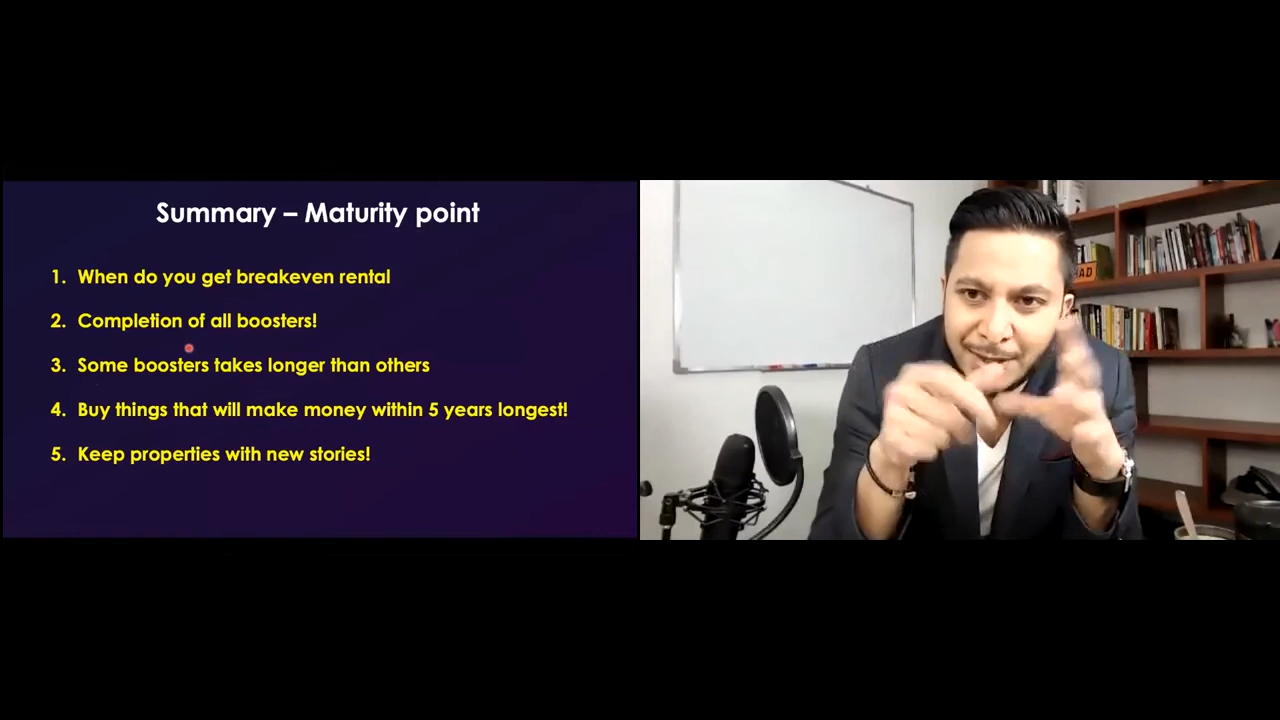 Summary – Maturity point
1. When do you get breakeven rental
2. Completion of all boosters!
3. Some boosters takes longer than others
4. Buy things that will make money within 5 years longest!
5. Keep properties with new stories!